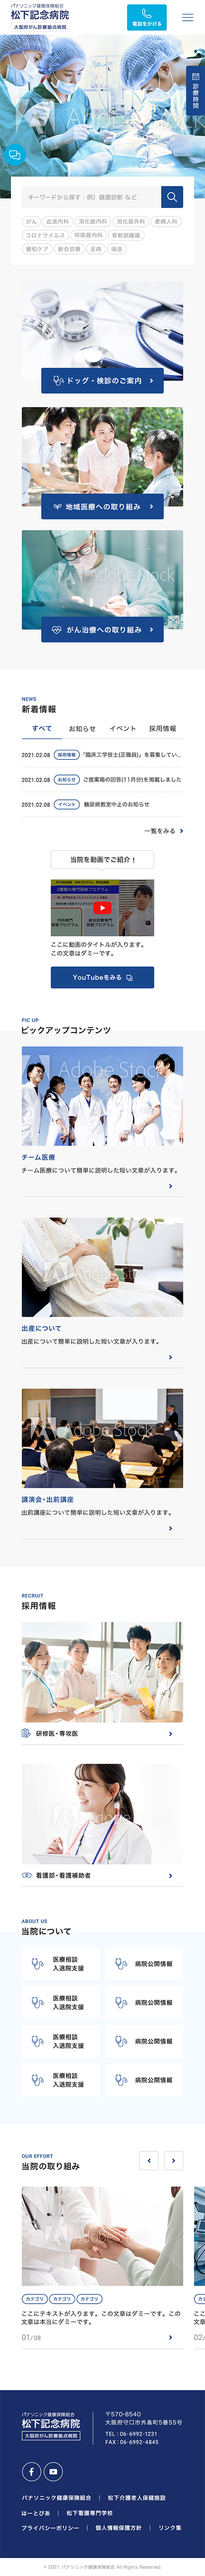 パナソニック健康保険組合
松下記念病院
大阪府がん診療拠点病院
電話をかける
診療時間
キーワードから探す：例）健康診断 など
がん 血液内科 消化器内科 消化器外科 産婦人科
コロナウイルス 呼吸器内科 骨軟部腫瘍
緩和ケア 総合診療 足病 喘息
ドック・検診のご案内
地域医療への取り組み
Adobe Stock
がん治療への取り組み
NEWS
新着情報
すべて お知らせ イベント 採用情報
2021.02.08 採用情報 「臨床工学技士(正職員)」を募集してい...
2021.02.08 お知らせ ご提案箱の回答(11月分)を掲載しました
2021.02.08 イベント 糖尿病教室中止のお知らせ
一覧をみる
当院を動画でご紹介！
ここに動画のタイトルが入ります。
この文章はダミーです。
YouTubeをみる
PIC UP
ピックアップコンテンツ
Adobe Stock
チーム医療
チーム医療について簡単に説明した短い文章が入ります。
出産について
出産について簡単に説明した短い文章が入ります。
Adobe Stock
講演会・出前講座
出前講座について簡単に説明した短い文章が入ります。
RECRUIT
採用情報
研修医・専攻医
看護部・看護補助者
ABOUT US
当院について
医療相談
入退院支援
病院公開情報
医療相談
入退院支援
病院公開情報
医療相談
入退院支援
病院公開情報
医療相談
入退院支援
病院公開情報
OUR EFFORT
当院の取り組み
カテゴリ カテゴリ カテゴリ
ここにテキストが入ります。この文章はダミーです。この
文章は本当にダミーです。
01/08
02/
パナソニック健康保険組合
松下記念病院
大阪府がん診療拠点病院
〒570-8540
大阪府守口市外島町5番55号
TEL：06-6992-1231
FAX：06-6992-4845
パナソニック健康保険組合 | 松下介護老人保健施設
はーとぴあ | 松下看護専門学校
プライバシーポリシー | 個人情報保護方針 | リンク集
© 2021 パナソニック健康保険組合 All Rights Reserved.